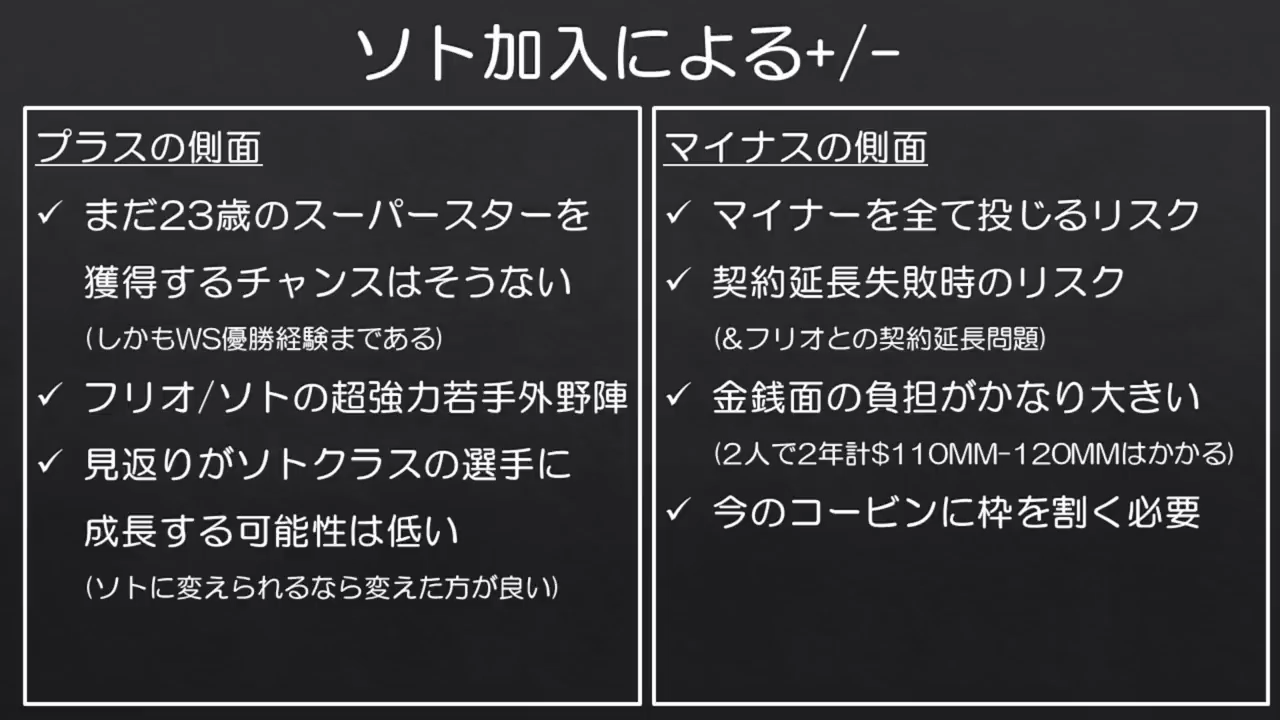 ソト加入による+/-
プラスの側面
✓ まだ23歳のスーパースターを
獲得するチャンスはそうない
(しかもWS優勝経験まである)
✓ フリオ/ソトの超強力若手外野陣
✓ 見返りがソトクラスの選手に
成長する可能性は低い
(ソトに変えられるなら変えた方が良い)
マイナスの側面
✓ マイナーを全て投じるリスク
✓ 契約延長失敗時のリスク
(&フリオとの契約延長問題)
✓ 金銭面の負担がかなり大きい
(2人で2年計$110MM-120MMはかかる)
✓ 今のコービンに枠を割く必要